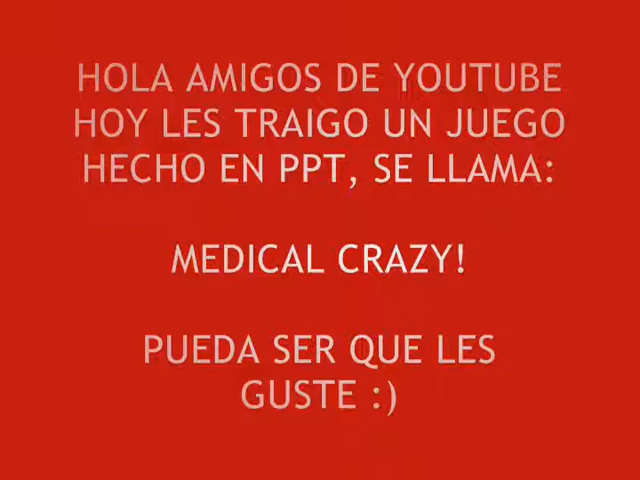 HOLA AMIGOS DE YOUTUBE
HOY LES TRAIGO UN JUEGO
HECHO EN PPT, SE LLAMA:
MEDICAL CRAZY!
PUEDA SER QUE LES
GUSTE :)